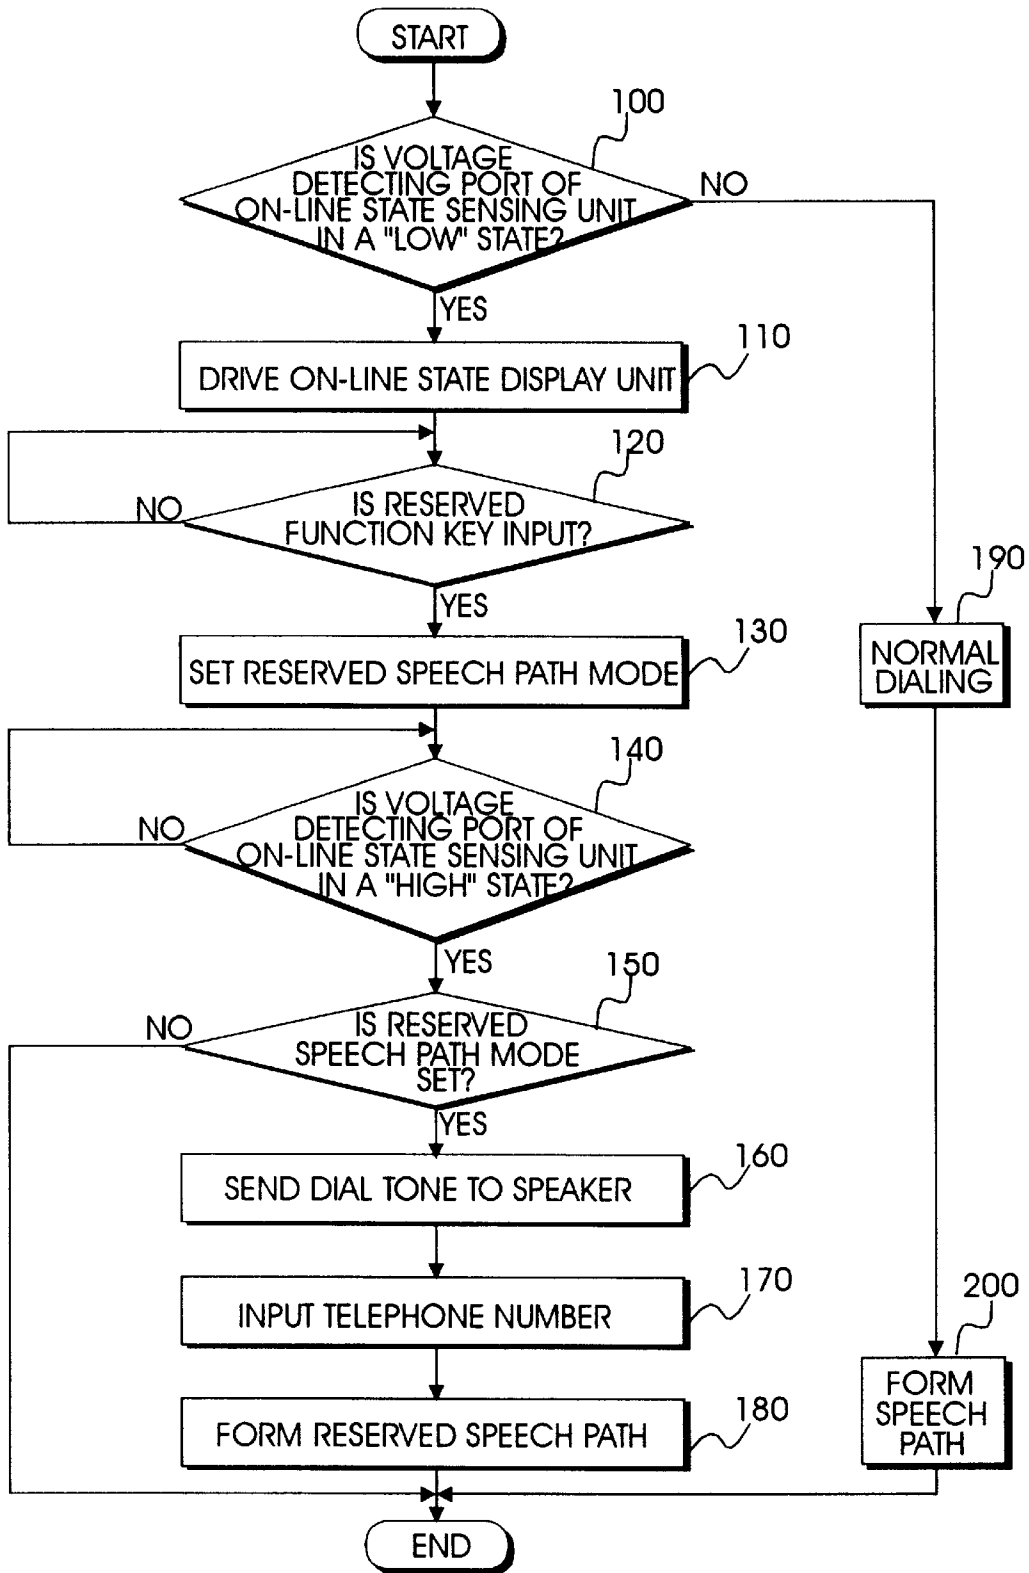 START
100
IS VOLTAGE
DETECTING PORT OF
ON-LINE STATE SENSING UNIT
IN A "LOW" STATE?
NO
YES
110
DRIVE ON-LINE STATE DISPLAY UNIT
120
IS RESERVED
FUNCTION KEY INPUT?
NO
YES
130
SET RESERVED SPEECH PATH MODE
190
NORMAL
DIALING
140
IS VOLTAGE
DETECTING PORT OF
ON-LINE STATE SENSING UNIT
IN A "HIGH" STATE?
NO
YES
150
IS RESERVED
SPEECH PATH MODE
SET?
NO
YES
160
SEND DIAL TONE TO SPEAKER
170
INPUT TELEPHONE NUMBER
180
FORM RESERVED SPEECH PATH
200
FORM
SPEECH
PATH
END